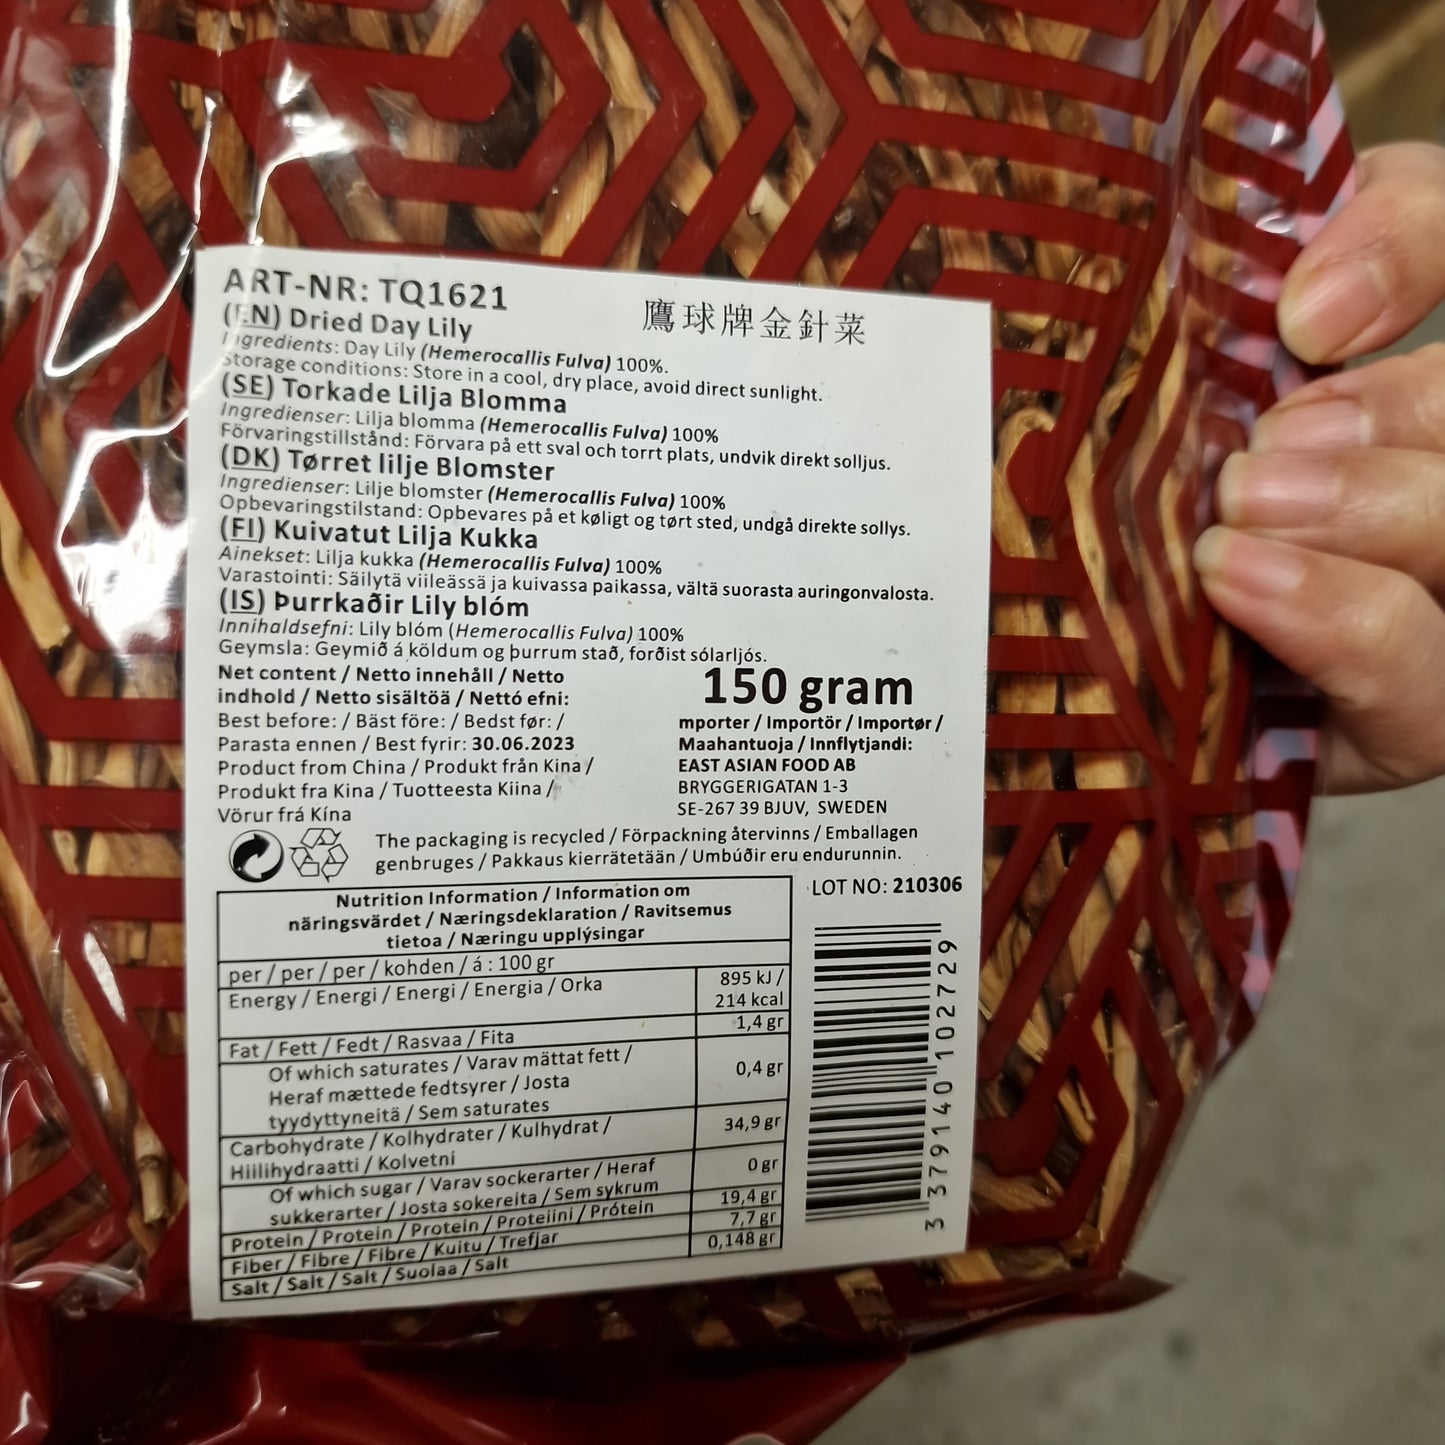 ART-NR: TQ1621
鷹球牌金針菜
(EN) Dried Day Lily
Ingredients: Day Lily (Hemerocallis Fulva) 100%.
Storage conditions: Store in a cool, dry place, avoid direct sunlight.
(SE) Torkade Lilja Blomma
Ingredienser: Lilja blomma (Hemerocallis Fulva) 100%
Förvaringstillstånd: Förvara på ett sval och torrt plats, undvik direkt solljus.
(DK) Tørret lilje Blomster
Ingredienser: Lilje blomster (Hemerocallis Fulva) 100%
Opbevaringstilstand: Opbevares på et køligt og tørt sted, undgå direkte sollys.
(FI) Kuivatut Lilja Kukka
Ainekset: Lilja kukka (Hemerocallis Fulva) 100%
Varastointi: Säilytä viileässä ja kuivassa paikassa, vältä suorasta auringonvalosta.
(IS) Þurrkaðir Lily blóm
Innihaldsefni: Lily blóm (Hemerocallis Fulva) 100%
Geymsla: Geymið á köldum og þurrum stað, forðist sólarljós.
Net content / Netto innehåll / Netto
indhold / Netto sisältöä / Nettó efni:
150 gram
Best before: / Bäst före: / Bedst før: /
Parasta ennen / Best fyrir: 30.06.2023
Product from China / Produkt från Kina /
Produkt fra Kina / Tuotteesta Kiina /
Vörur frá Kína
mporter / Importör / Importør /
Maahantuoja / Innflytjandi:
EAST ASIAN FOOD AB
BRYGGERIGATAN 1-3
SE-267 39 BJUV, SWEDEN
The packaging is recycled / Förpackning återvinns / Emballagen
genbruges / Pakkaus kierrätetään / Umbúðir eru endurunnin.
Nutrition Information / Information om
näringsvärdet / Næringsdeklaration / Ravitsemus
tietoa / Næringu upplýsingar
per / per / per / kohden / á : 100 gr
Energy / Energi / Energi / Energia / Orka
895 kJ /
214 kcal
Fat / Fett / Fedt / Rasvaa / Fita
1,4 gr
Of which saturates / Varav mättat fett /
Heraf mættede fedtsyrer / Josta
tyydyttyneitä / Sem saturates
0,4 gr
Carbohydrate / Kolhydrater / Kulhydrat /
Hiilihydraatti / Kolvetni
34,9 gr
Of which sugar / Varav sockerarter / Heraf
sukkerarter / Josta sokereita / Sem sykrum
0 gr
Protein / Protein / Protein / Proteiini / Prótein
19,4 gr
Fiber / Fibre / Fibre / Kuitu / Trefjar
7,7 gr
Salt / Salt / Salt / Suolaa / Salt
0,148 gr
LOT NO: 210306
3 379140 102729